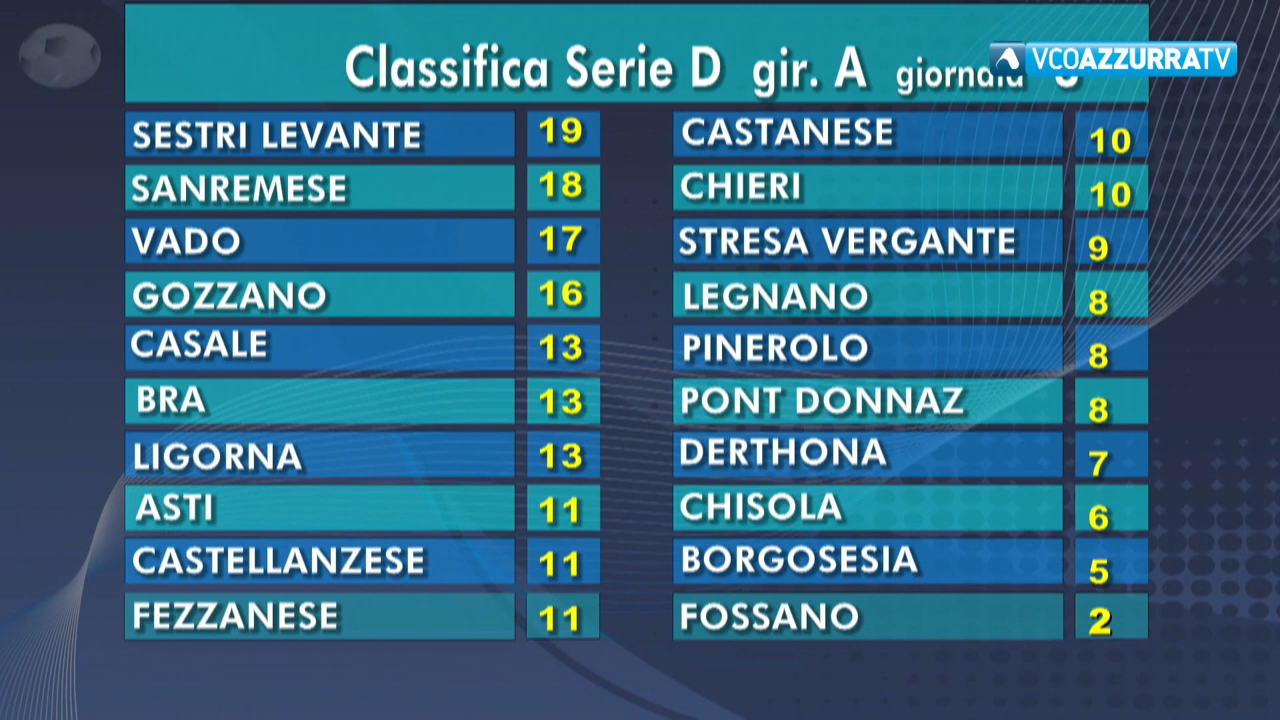 Classifica Serie D gir. A giornata
VCOAZZURRATV
SESTRI LEVANTE 19
SANREMESE 18
VADO 17
GOZZANO 16
CASALE 13
BRA 13
LIGORNA 13
ASTI 11
CASTELLANZESE 11
FEZZANESE 11
CASTANESE 10
CHIERI 10
STRESA VERGANTE 9
LEGNANO 8
PINEROLO 8
PONT DONNAZ 8
DERTHONA 7
CHISOLA 6
BORGOSESIA 5
FOSSANO 2